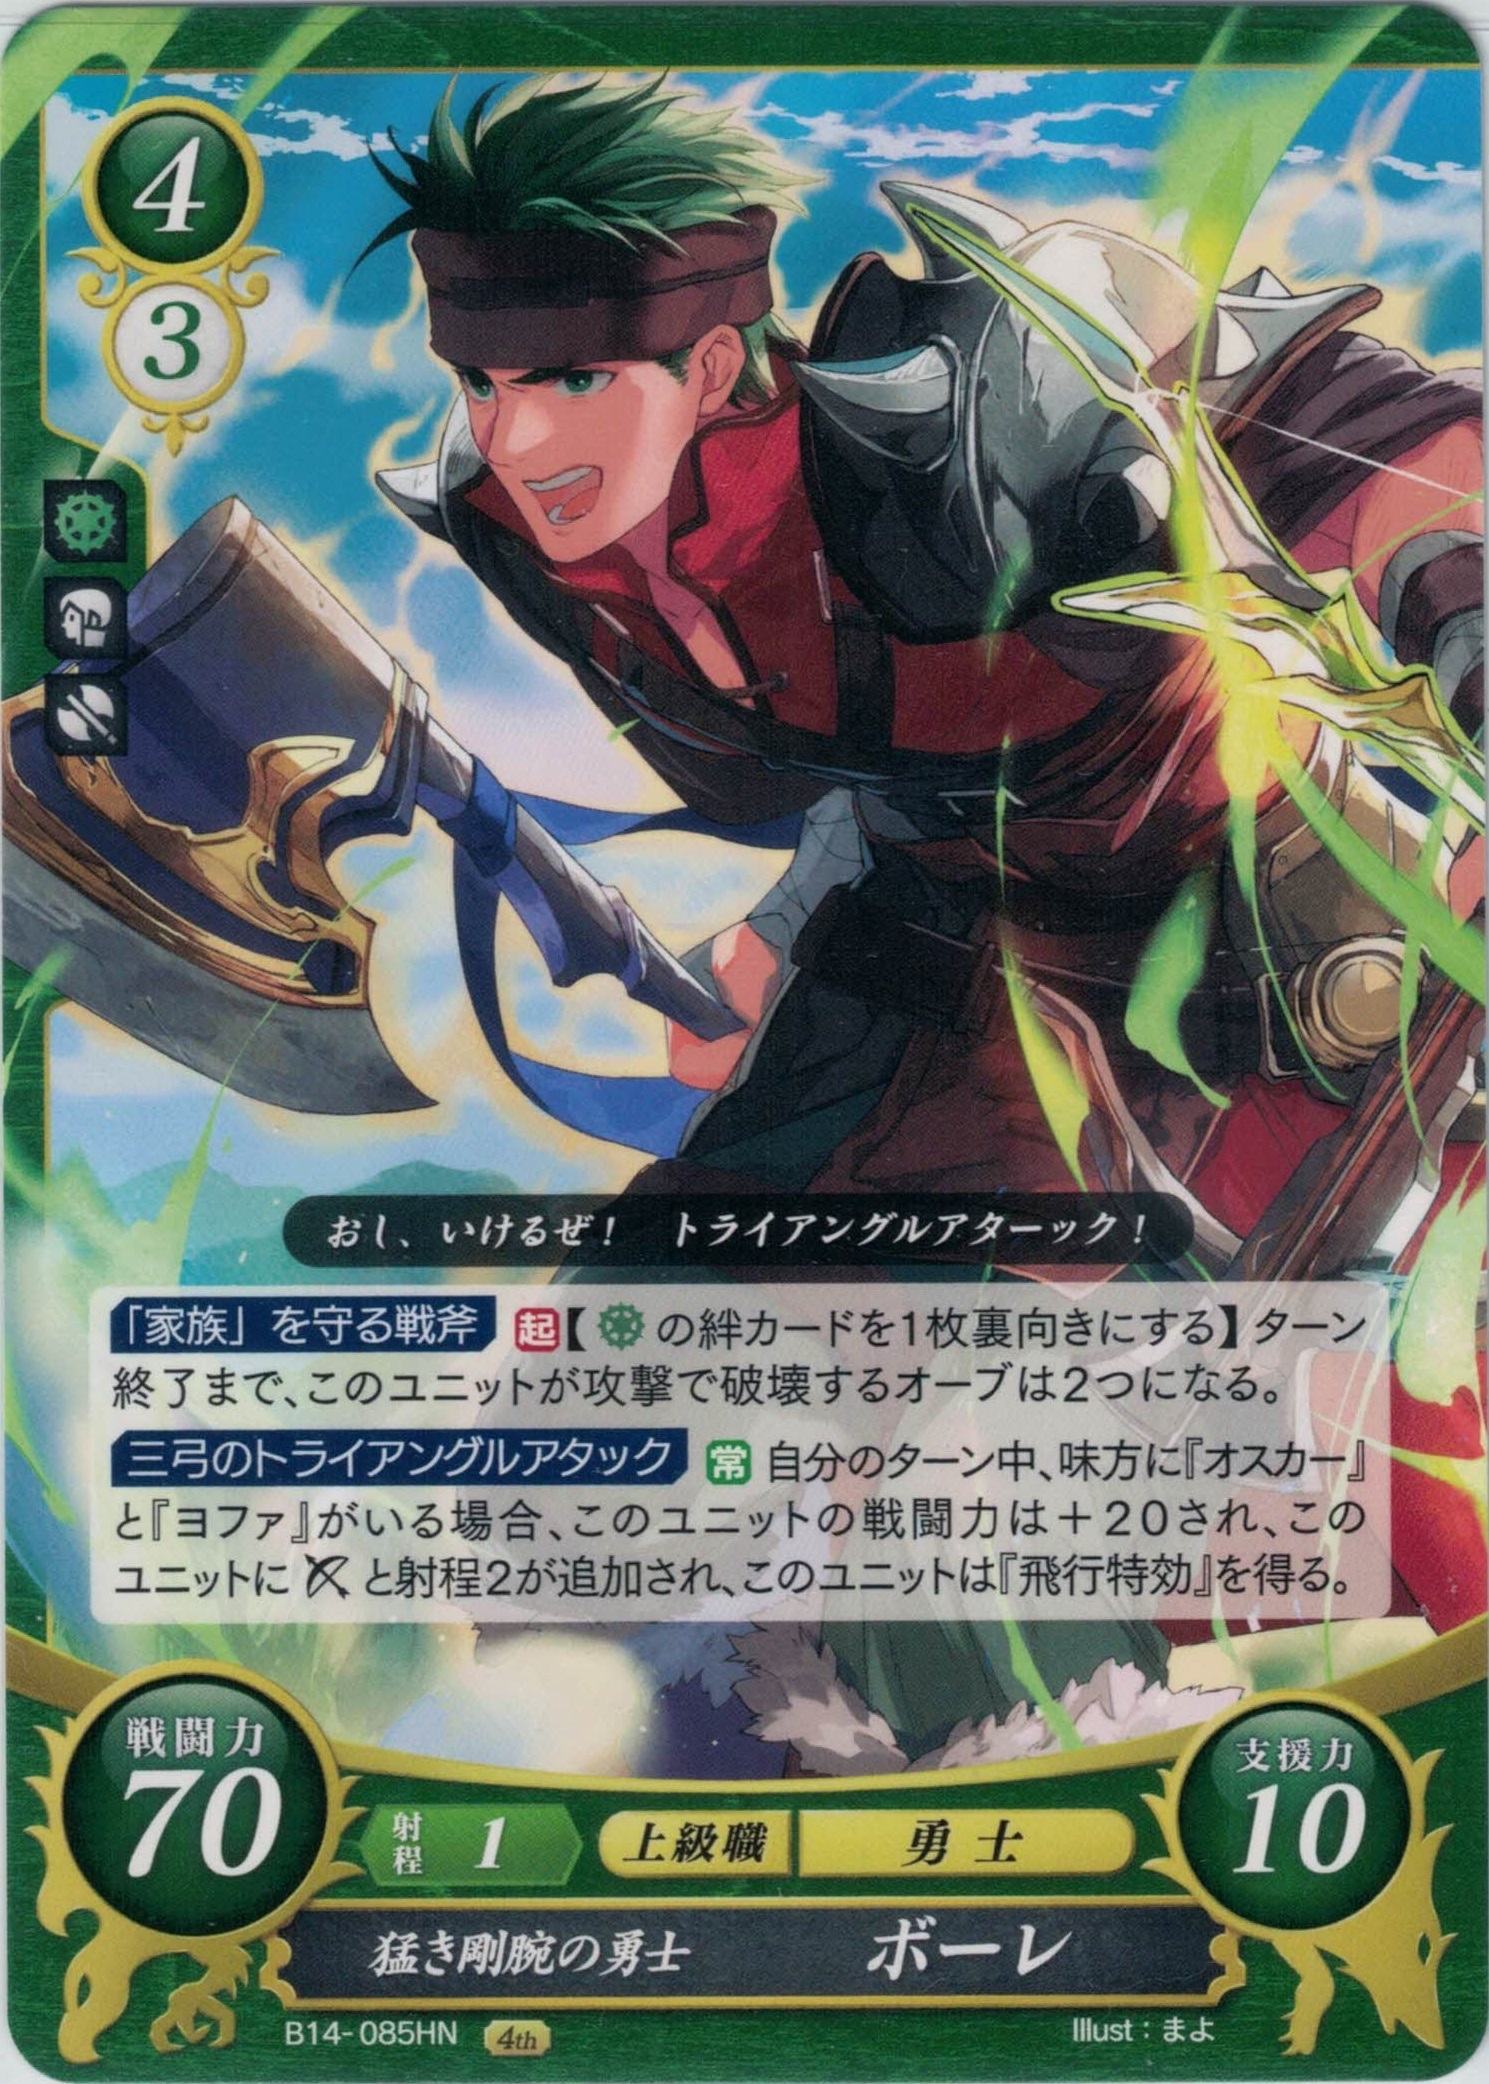 4
3
おし、いけるぜ！　トライアングルアターック！
「家族」を守る戦斧 起【の絆カードを1枚裏向きにする】ターン
終了まで、このユニットが攻撃で破壊するオーブは2つになる。
三弓のトライアングルアタック 常 自分のターン中、味方に『オスカー』
と『ヨファ』がいる場合、このユニットの戦闘力は＋20され、この
ユニットにと射程2が追加され、このユニットは『飛行特効』を得る。
戦闘力
70
射程 1
上級職 勇士
支援力
10
猛き剛腕の勇士 ボーレ
B14-085HN 4th
Illust：まよ